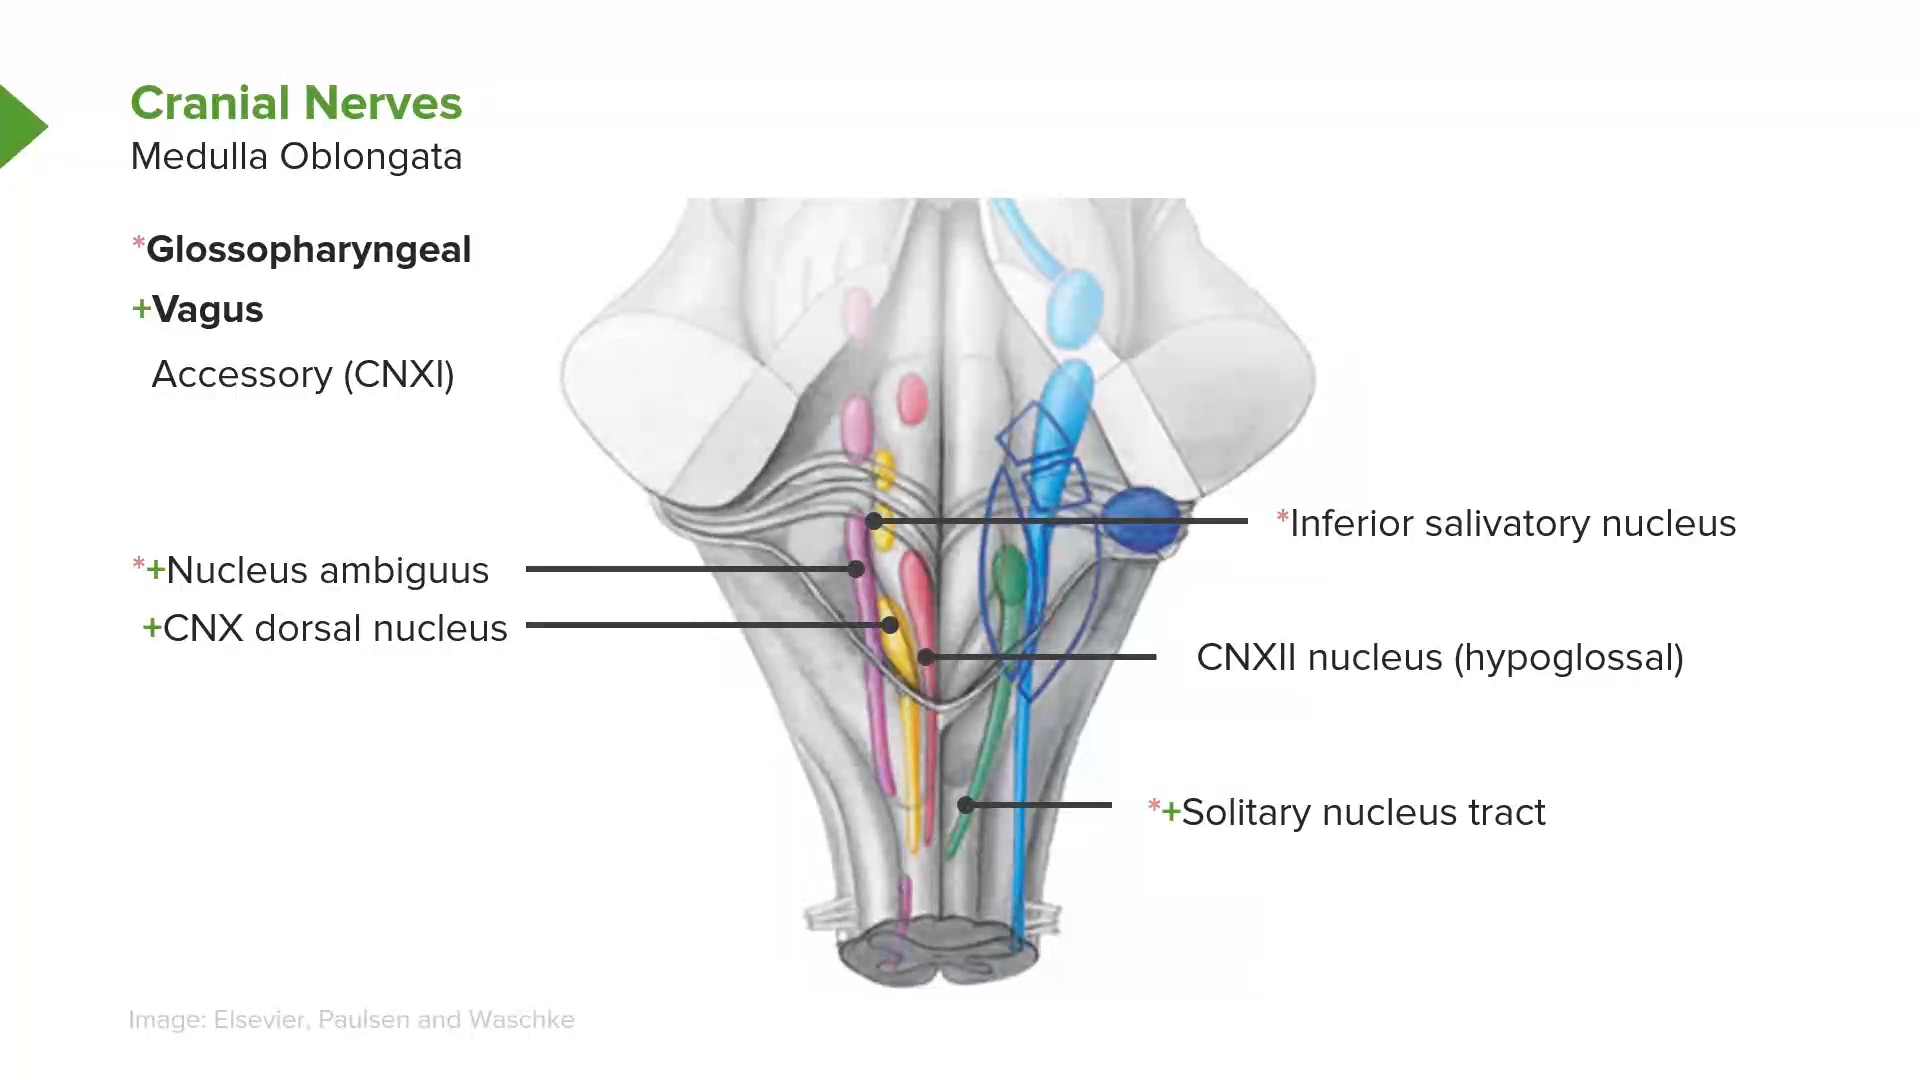 Cranial Nerves
Medulla Oblongata
*Glossopharyngeal
+Vagus
Accessory (CNXI)
*Inferior salivatory nucleus
*+Nucleus ambiguus
+CNX dorsal nucleus
CNXII nucleus (hypoglossal)
*+Solitary nucleus tract
Image: Elsevier, Paulsen and Waschke